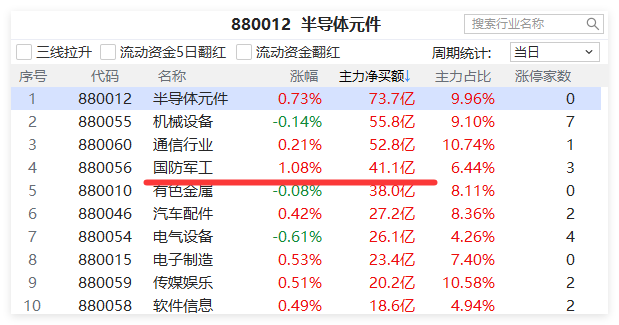 880012 半导体元件
搜索行业名称
三线拉升 流动资金5日翻红 流动资金翻红 周期统计: 当日
序号 代码 名称 涨幅 主力净买额↓ 主力占比 涨停家数
1 880012 半导体元件 0.73% 73.7亿 9.96% 0
2 880055 机械设备 -0.14% 55.8亿 9.10% 7
3 880060 通信行业 0.21% 52.8亿 10.74% 1
4 880056 国防军工 1.08% 41.1亿 6.44% 3
5 880010 有色金属 -0.08% 38.0亿 8.11% 0
6 880046 汽车配件 0.42% 27.2亿 8.36% 2
7 880054 电气设备 -0.61% 26.1亿 4.26% 4
8 880015 电子制造 0.53% 23.4亿 7.40% 0
9 880059 传媒娱乐 0.51% 20.2亿 10.58% 2
10 880058 软件信息 0.49% 18.6亿 4.94% 2